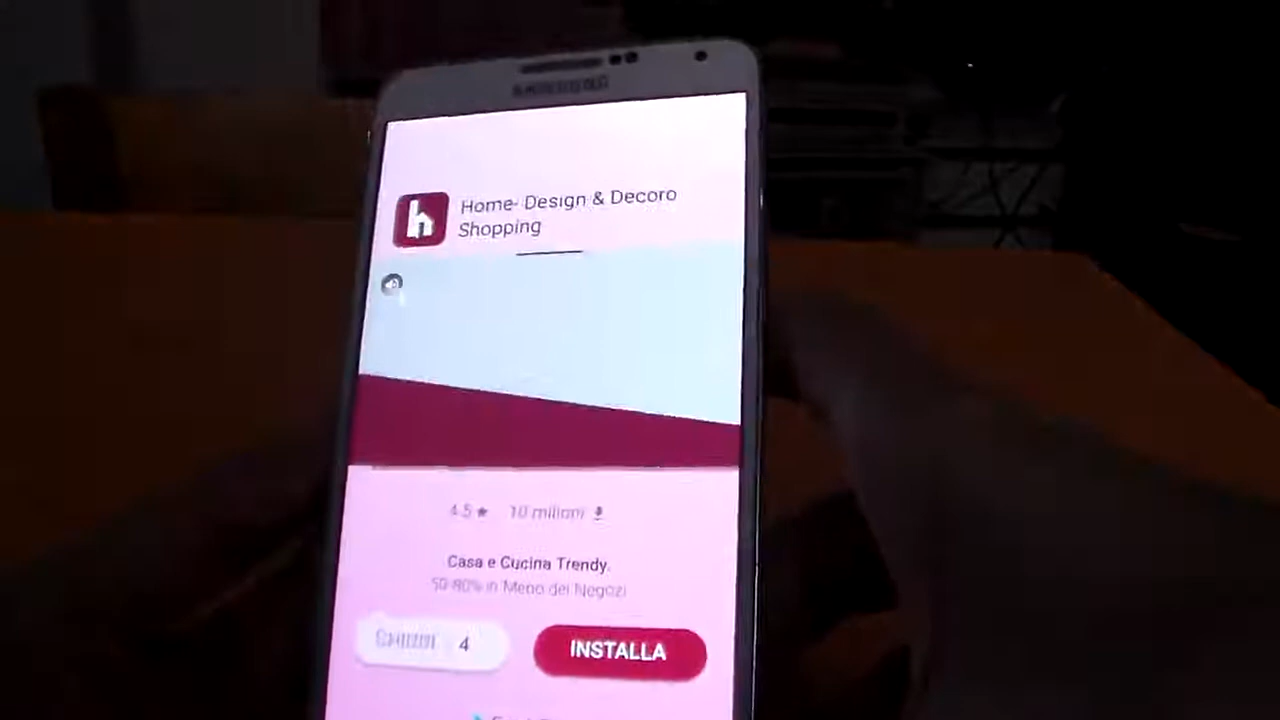 SAMSUNG
h
Home- Design & Decoro
Shopping
4.5 ★ 10 milioni
Casa e Cucina Trendy.
50-80% in Meno dei Negozi
4
INSTALLA